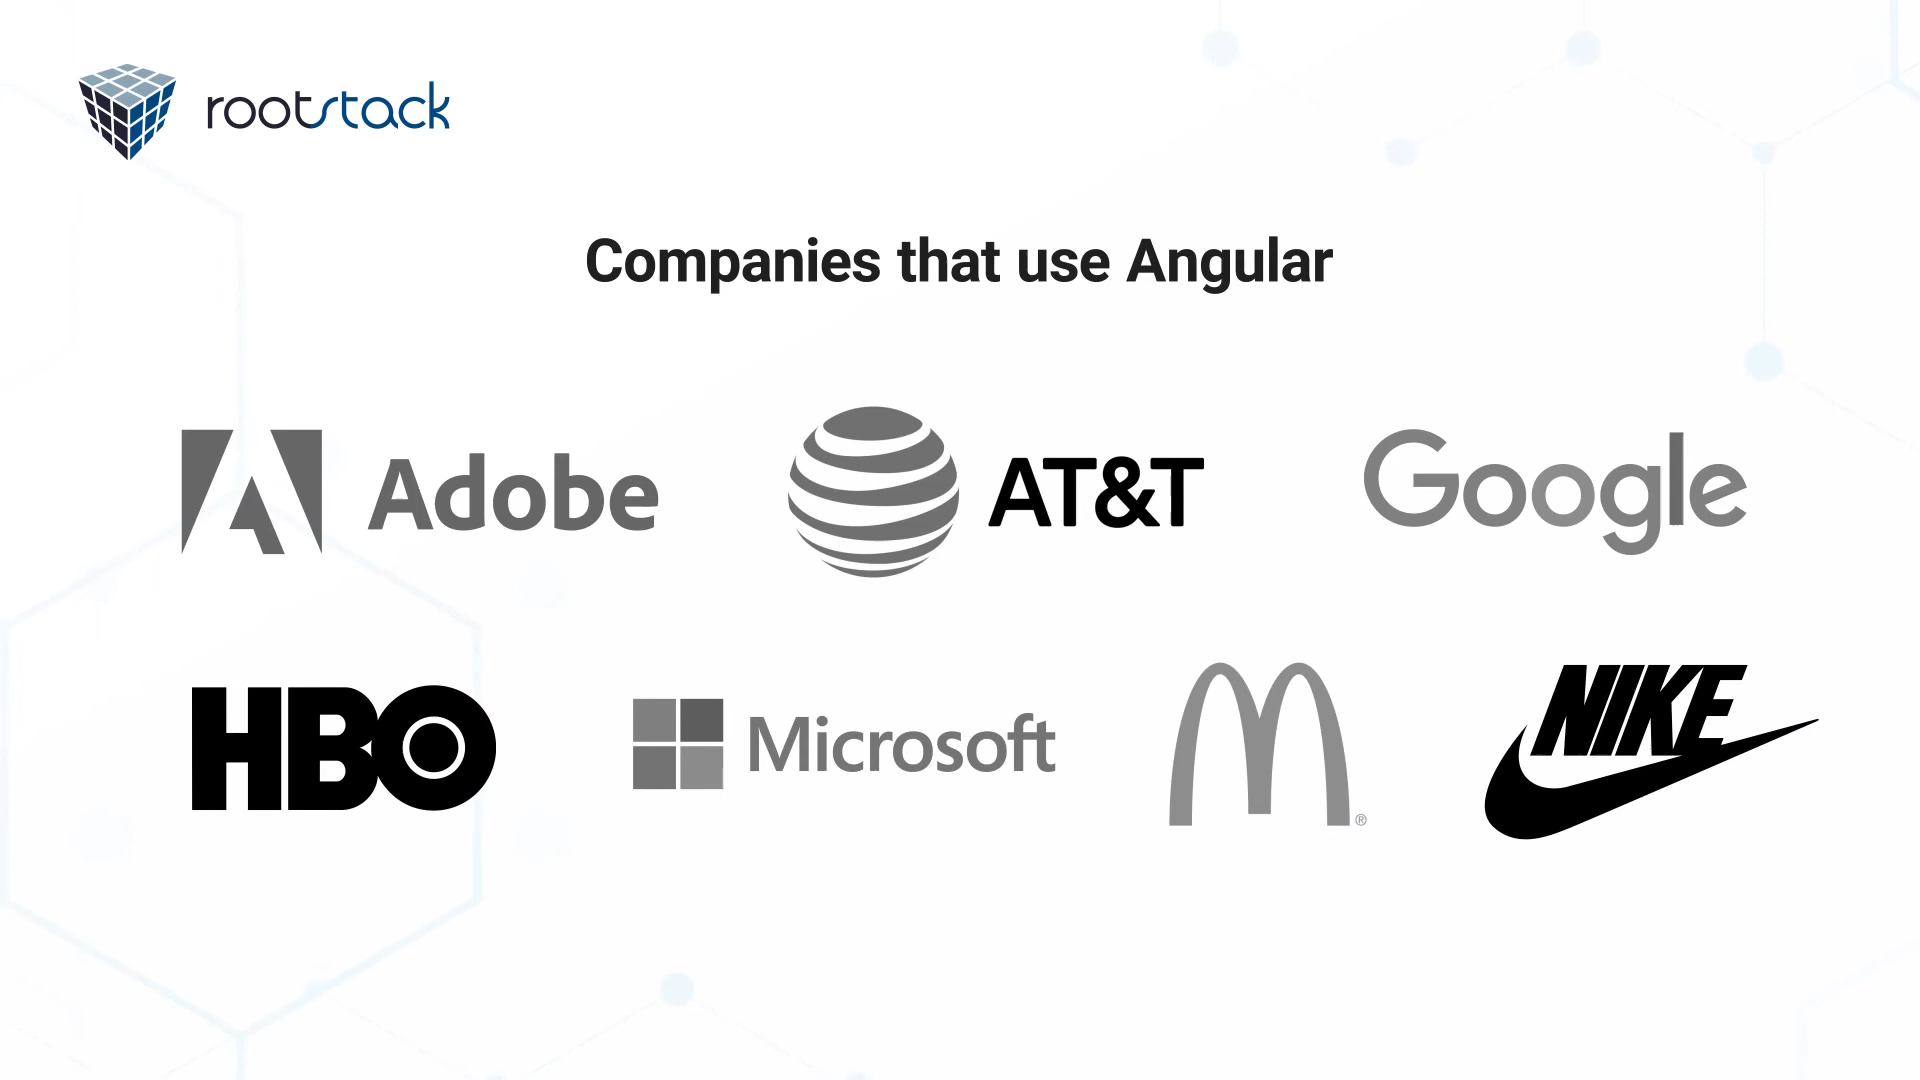 rootstack
Companies that use Angular
Adobe
AT&T
Google
HBO
Microsoft
M®
NIKE